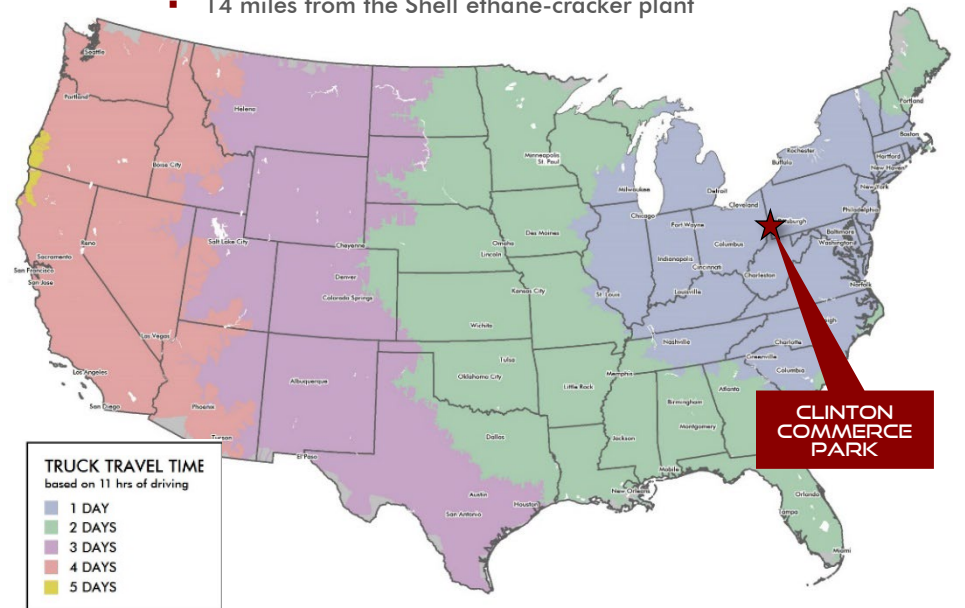 ▪ 14 miles from the Shell ethane-cracker plant
Seattle
Portland
Helena
Boise City
Minneapolis
St. Paul
Milwaukee
Detroit
Buffalo
Rochester
Portland
Boston
Hartford
New Haven
New York
Cleveland
Chicago
Fort Wayne
Philadelphia
Baltimore
Washington
Columbus
Reno
Salt Lake City
Cheyenne
Omaha
Lincoln
Des Moines
Indianapolis
Cincinnati
Charleston
Sacramento
San Francisco
San Jose
Denver
Colorado Springs
Kansas City
St. Louis
Louisville
Norfolk
Las Vegas
Wichita
Nashville
Charlotte
Greenville
Columbia
Los Angeles
San Diego
Phoenix
Albuquerque
Tulsa
Oklahoma City
Memphis
Little Rock
Atlanta
Birmingham
Montgomery
Tucson
El Paso
Dallas
Jackson
Mobile
New Orleans
Austin
San Antonio
Houston
Orlando
Tampa
Miami
CLINTON
COMMERCE
PARK
TRUCK TRAVEL TIME
based on 11 hrs of driving
1 DAY
2 DAYS
3 DAYS
4 DAYS
5 DAYS